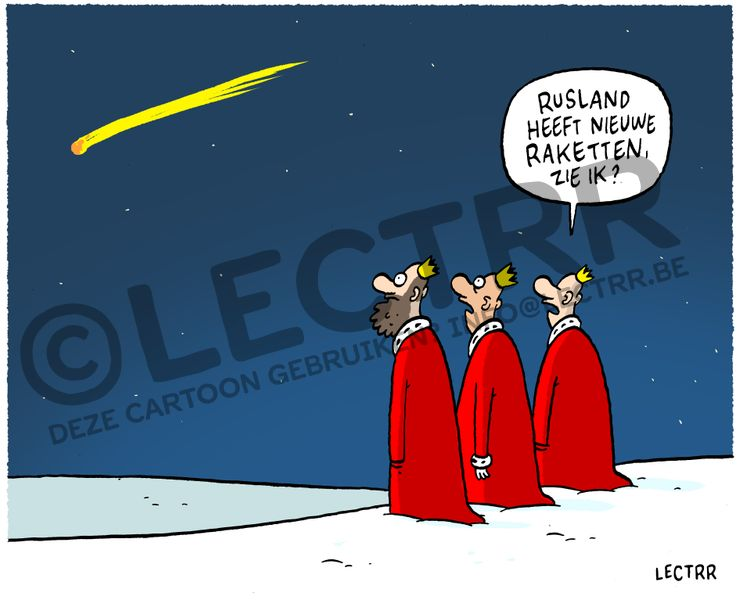 RUSLAND
HEEFT NIEUWE
RAKETTEN,
ZIE IK?
©LECTRR
DEZE CARTOON GEBRUIKEN? INFO@LECTRR.BE
LECTRR